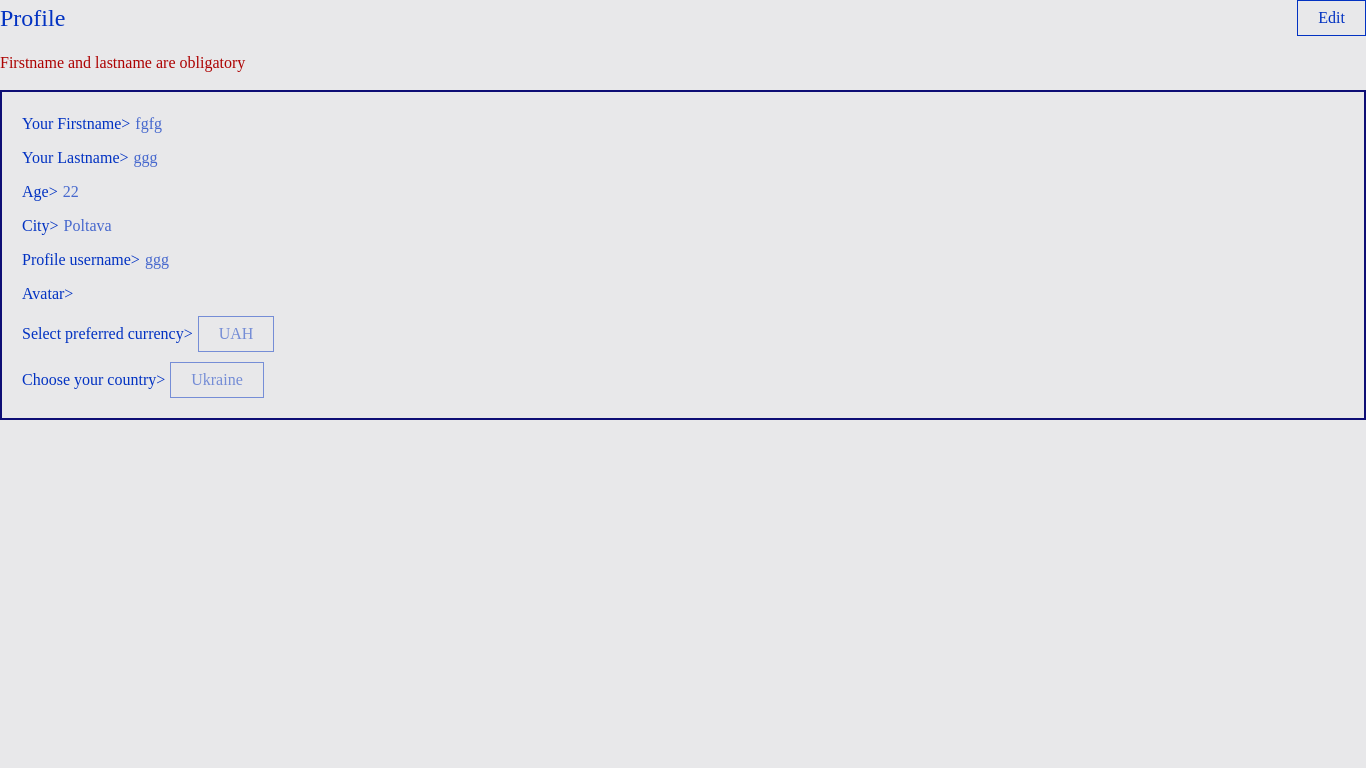 Profile
Edit
Firstname and lastname are obligatory
Your Firstname> fgfg
Your Lastname> ggg
Age> 22
City> Poltava
Profile username> ggg
Avatar>
Select preferred currency> UAH
Choose your country> Ukraine